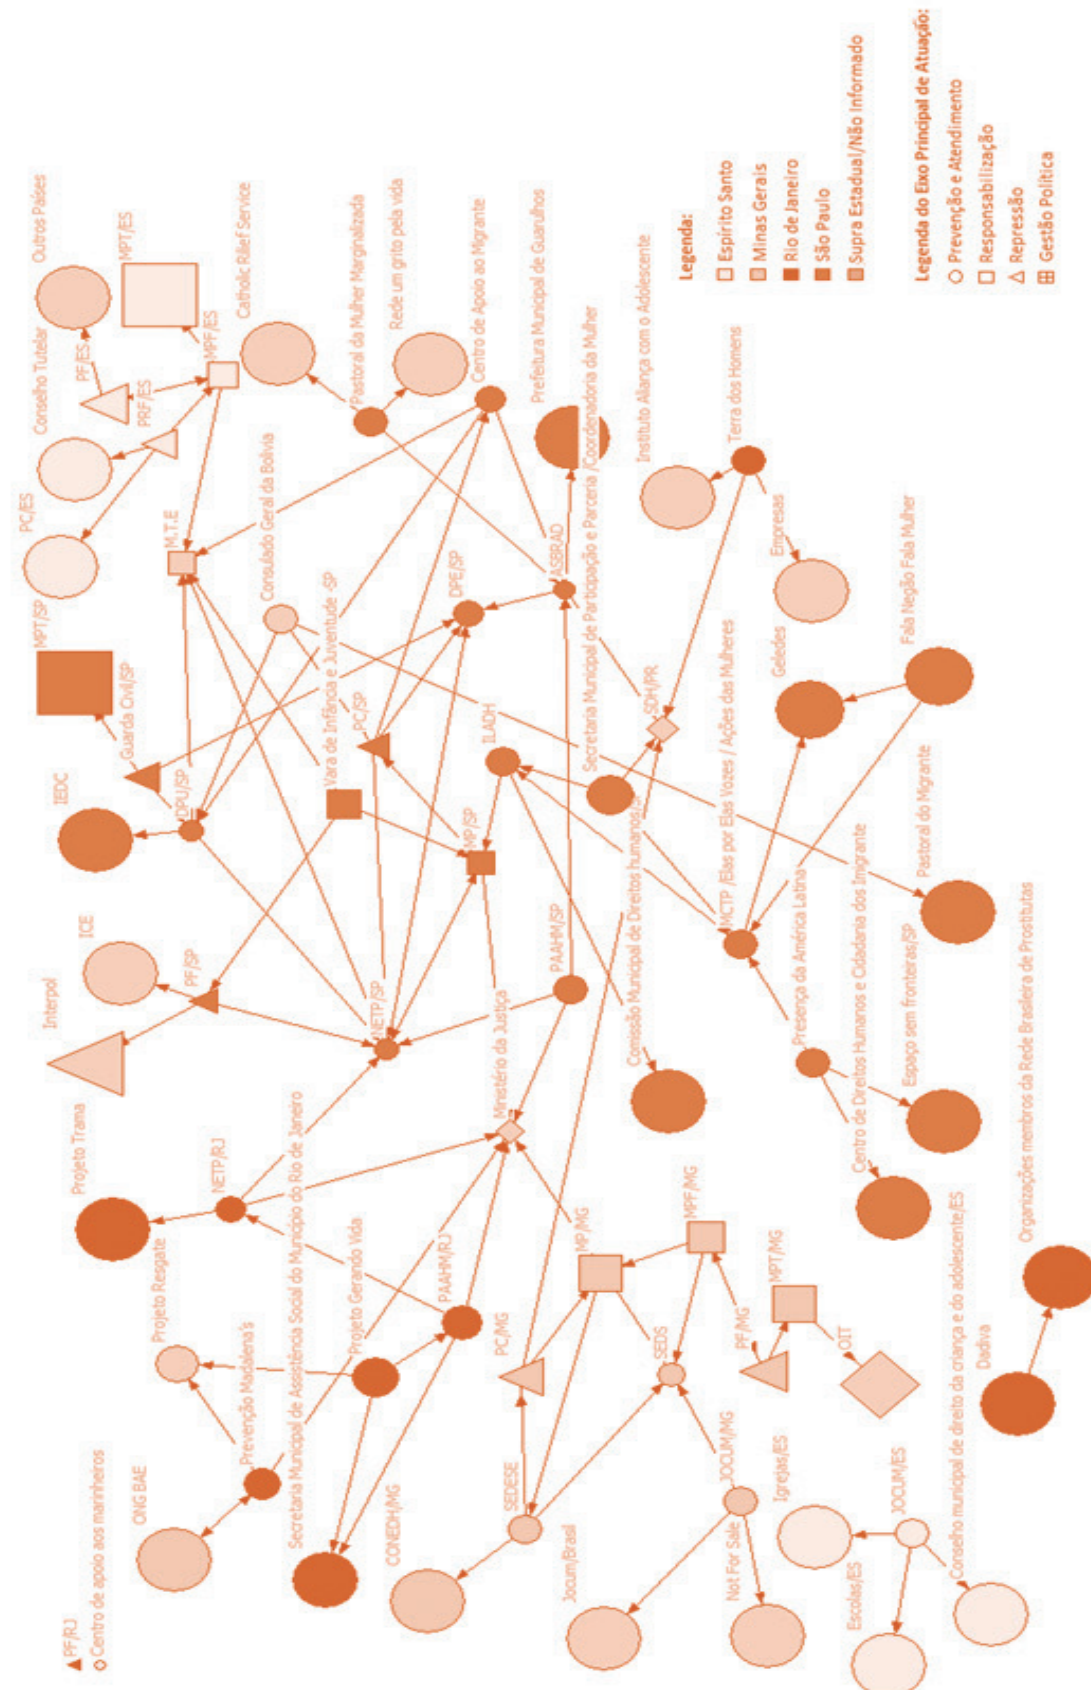 PF/RJ
Centro de apoio aos marinheiros
ONG BAE
Prevenção Madalena's
Projeto Resgate
Secretaria Municipal de Assistência Social do Município do Rio de Janeiro
Projeto Gerando Vida
PAAHM/RJ
NETP/RJ
Projeto Trama
CONEDH/MG
SEDESE
PC/MG
MP/MG
MPF/MG
SEDS
PF/MG
MPT/MG
OIT
Jocum/Brasil
JOCUM/MG
Not For Sale
Igrejas/ES
JOCUM/ES
Escolas/ES
Conselho municipal de direito da criança e do adolescente/ES
Dadiva
Organizações membros da Rede Brasileira de Prostitutas
Interpol
ICE
PF/SP
NETP/SP
Ministério da Justiça
PAAHM/SP
Comissão Municipal de Direitos humanos/
Presença da América Latina
Centro de Direitos Humanos e Cidadania dos Imigrante
Espaço sem fronteiras/SP
Pastoral do Migrante
MCTP /Elas por Elas Vozes / Ações das Mulheres
Geledes
Fala Negão Fala Mulher
IEDC
DPU/SP
Guarda Civil/SP
MPT/SP
Vara de Infância e Juventude -SP
PC/SP
MP/SP
ILADH
DPE/SP
ASBRAD
Secretaria Municipal de Participação e Parceria /Coordenadoria da Mulher
Prefeitura Municipal de Guarulhos
SDH/PR
Consulado Geral da Bolivia
M.T.E
PC/ES
Conselho Tutelar
PRF/ES
PF/ES
Outros Países
MPT/ES
MPF/ES
Catholic Rilief Service
Pastoral da Mulher Marginalizada
Rede um grito pela vida
Centro de Apoio ao Migrante
Instituto Aliança com o Adolescente
Terra dos Homens
Empresas
Legenda:
Espírito Santo
Minas Gerais
Rio de Janeiro
São Paulo
Supra Estadual/Não Informado
Legenda do Eixo Principal de Atuação:
Prevenção e Atendimento
Responsabilização
Repressão
Gestão Política